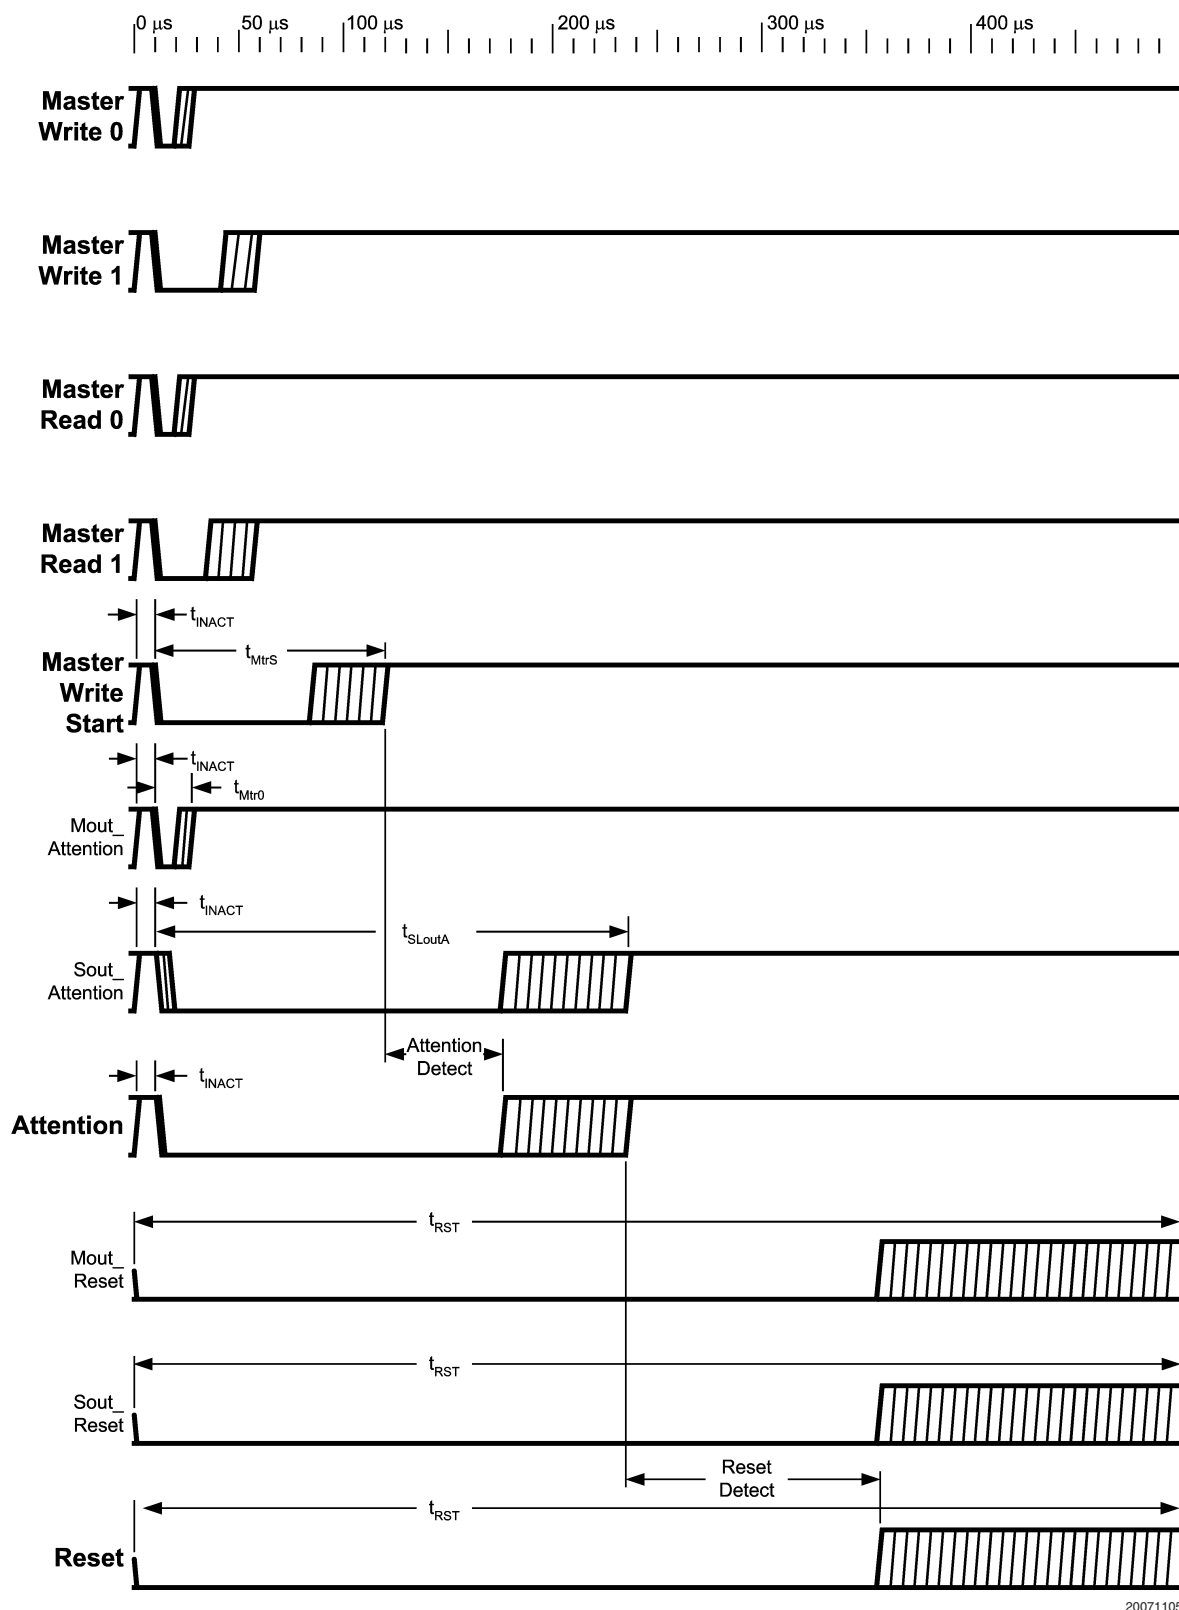 0 µs 50 µs 100 µs 200 µs 300 µs 400 µs
Master
Write 0
Master
Write 1
Master
Read 0
Master
Read 1
tINACT
tMtrS
Master
Write
Start
tINACT
tMtr0
Mout_
Attention
tINACT
tSLoutA
Sout_
Attention
Attention
Detect
tINACT
Attention
tRST
Mout_
Reset
tRST
Sout_
Reset
Reset
Detect
tRST
Reset
20071105